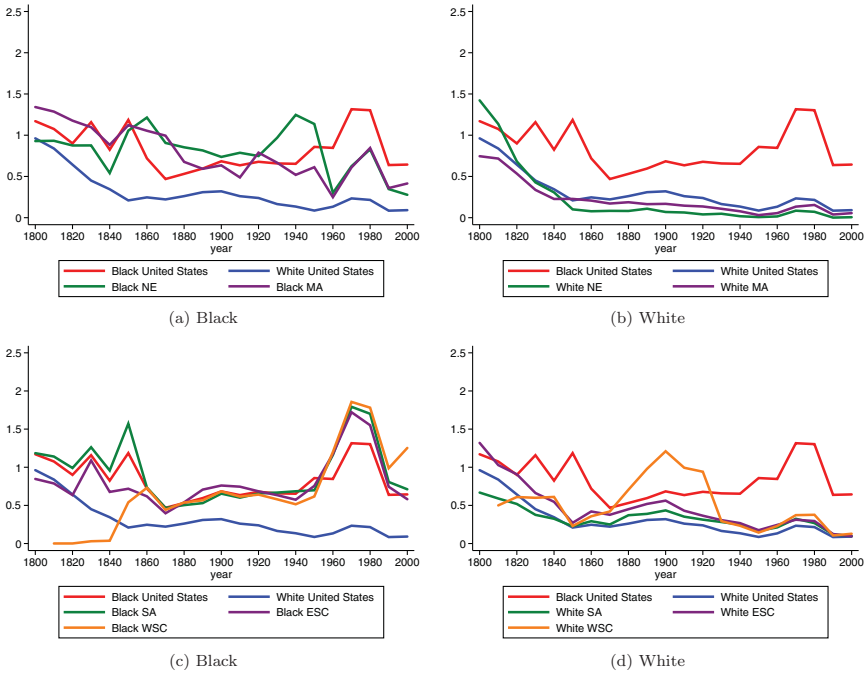 2.5
2
1.5
1
0.5
0
1800 1820 1840 1860 1880 1900 1920 1940 1960 1980 2000
year
Black United States White United States
Black NE Black MA
(a) Black
2.5
2
1.5
1
0.5
0
1800 1820 1840 1860 1880 1900 1920 1940 1960 1980 2000
year
Black United States White United States
White NE White MA
(b) White
2.5
2
1.5
1
0.5
0
1800 1820 1840 1860 1880 1900 1920 1940 1960 1980 2000
year
Black United States White United States
Black SA Black ESC
Black WSC
(c) Black
2.5
2
1.5
1
0.5
0
1800 1820 1840 1860 1880 1900 1920 1940 1960 1980 2000
year
Black United States White United States
White SA White ESC
White WSC
(d) White